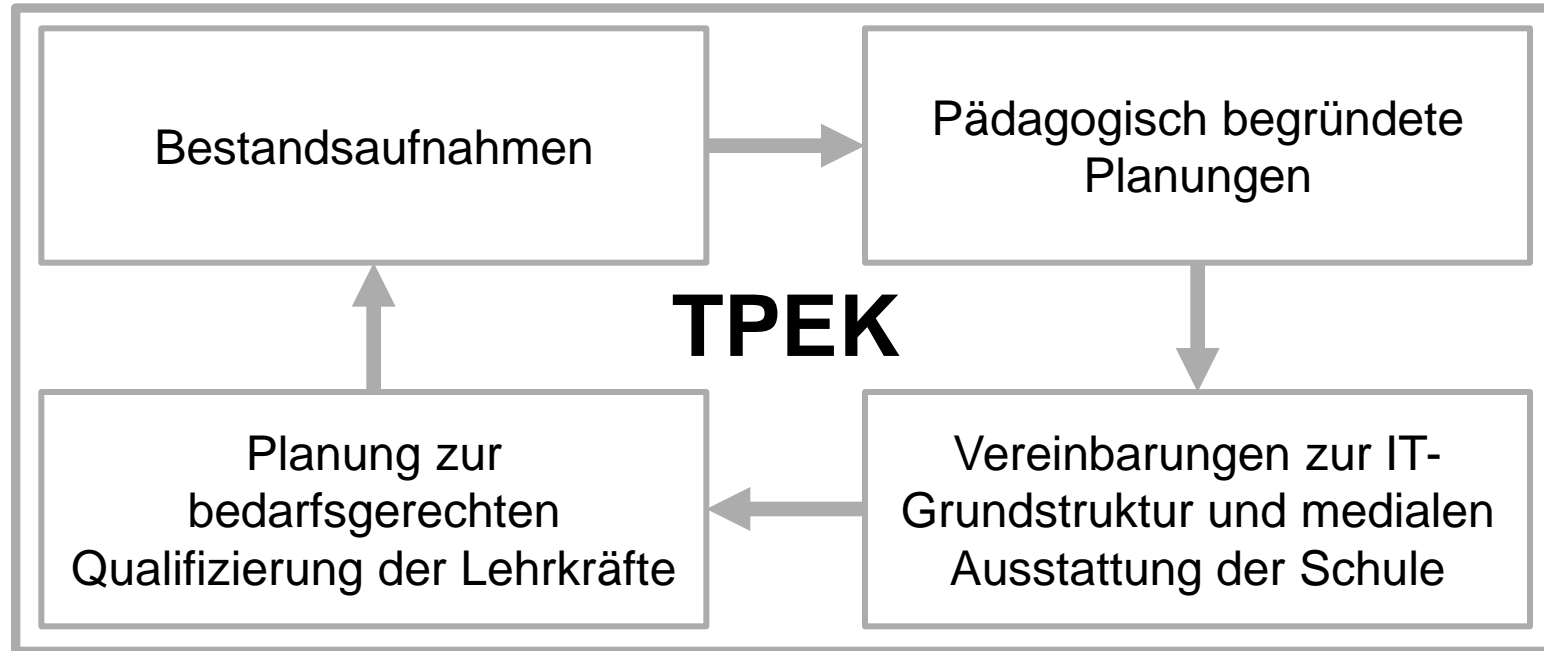 Bestandsaufnahmen
Pädagogisch begründete
Planungen
TPEK
Planung zur
bedarfsgerechten
Qualifizierung der Lehrkräfte
Vereinbarungen zur IT-
Grundstruktur und medialen
Ausstattung der Schule